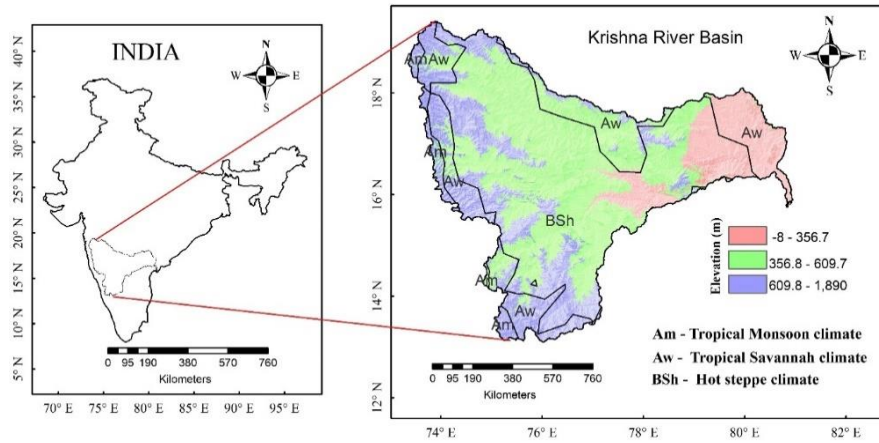 INDIA
N
W
E
S
40° N
35° N
30° N
25° N
20° N
15° N
10° N
5° N
0 95 190 380 570 760
Kilometers
70° E 75° E 80° E 85° E 90° E 95° E
Krishna River Basin
N
W
E
S
18° N
16° N
14° N
12° N
Am Aw
Aw
Aw
Am
Aw
BSh
Am
Aw
Am
Elevation (m)
-8 - 356.7
356.8 - 609.7
609.8 - 1,890
Am - Tropical Monsoon climate
Aw - Tropical Savannah climate
BSh - Hot steppe climate
0 95 190 380 570 760
Kilometers
74° E 76° E 78° E 80° E 82° E